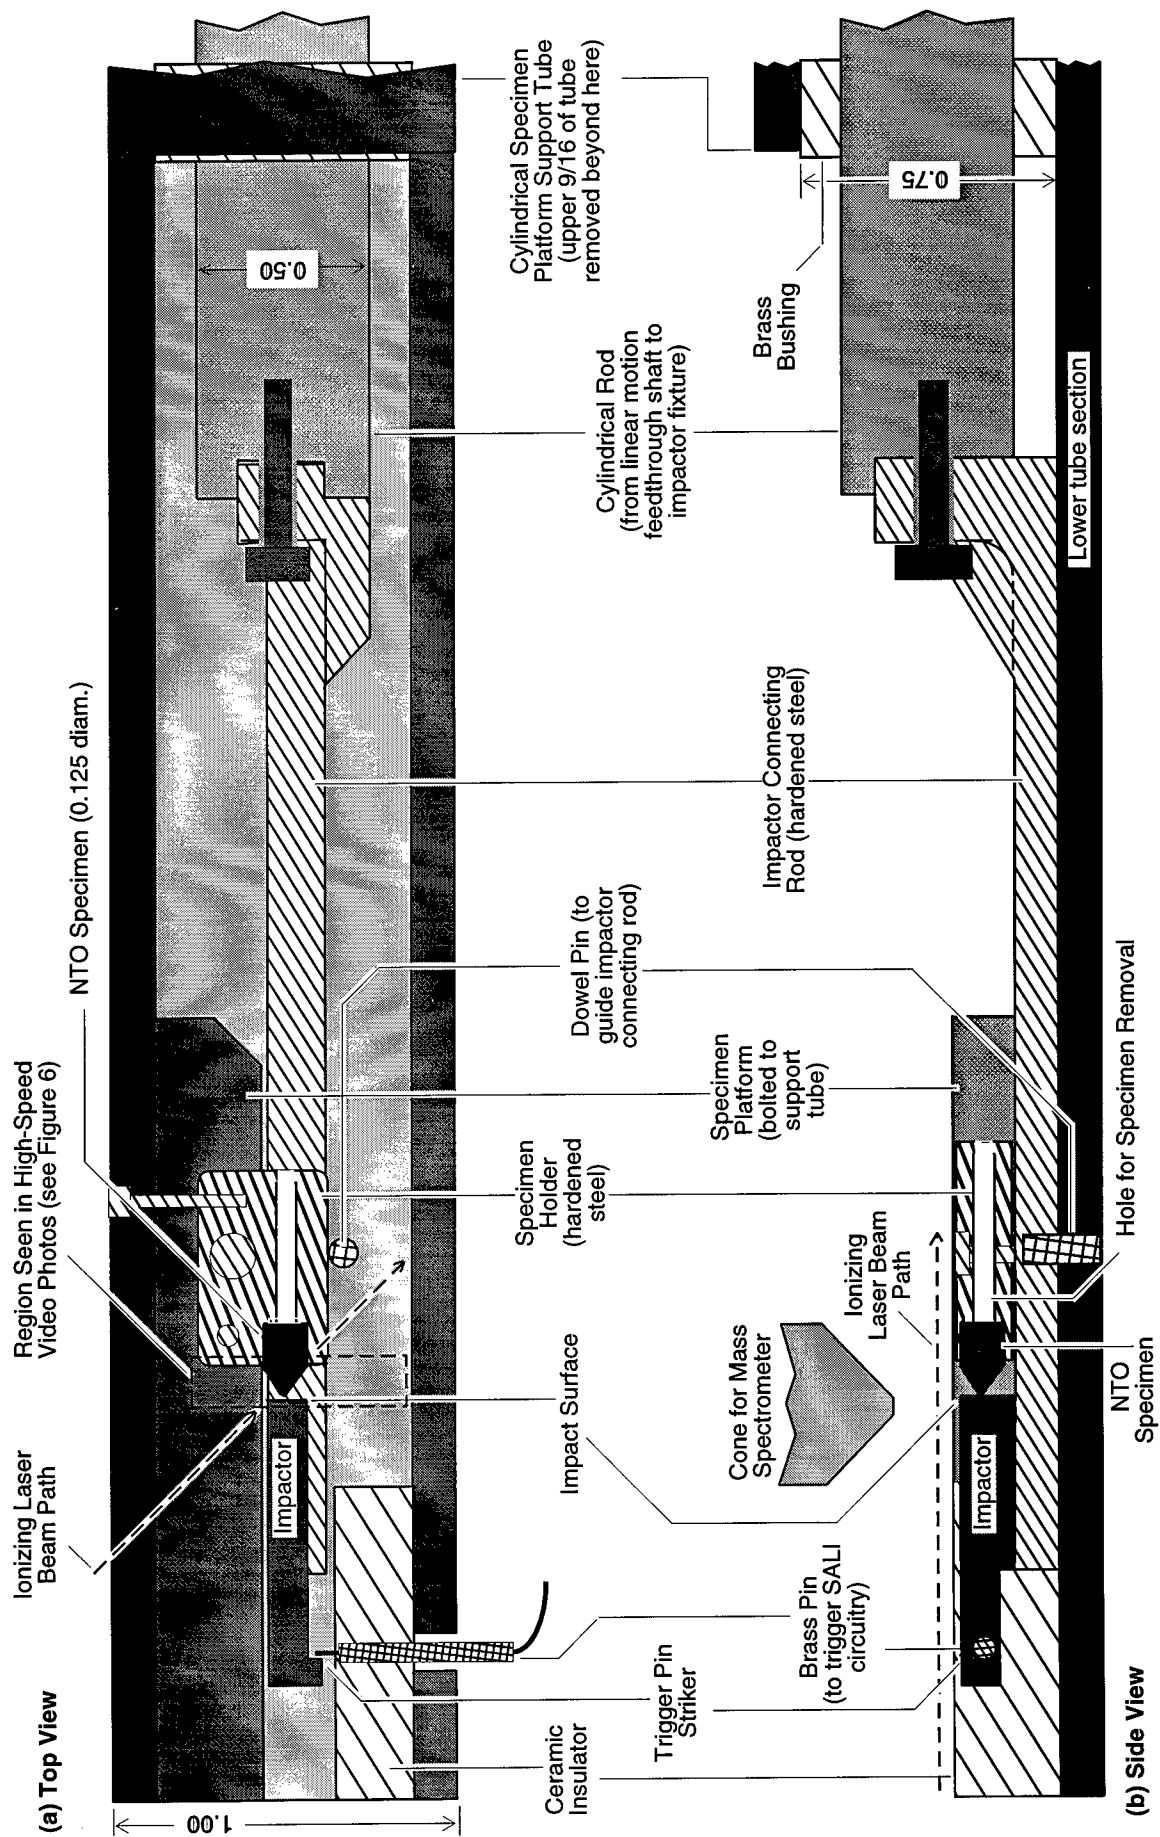 (a) Top View
1.00
Ionizing Laser
Beam Path
Region Seen in High-Speed
Video Photos (see Figure 6)
NTO Specimen (0.125 diam.)
Impactor
0.50
Ceramic
Insulator
Trigger Pin
Striker
Impact Surface
Specimen
Holder
(hardened
steel)
Dowel Pin (to
guide impactor
connecting rod)
Cylindrical Rod
(from linear motion
feedthrough shaft to
impactor fixture)
Cylindrical Specimen
Platform Support Tube
(upper 9/16 of tube
removed beyond here)
Brass Pin
(to trigger SALI
circuitry)
Cone for Mass
Spectrometer
Ionizing
Laser Beam
Path
Specimen
Platform
(bolted to
support
tube)
Impactor Connecting
Rod (hardened steel)
Brass
Bushing
0.75
Impactor
Lower tube section
NTO
Specimen
Hole for Specimen Removal
(b) Side View